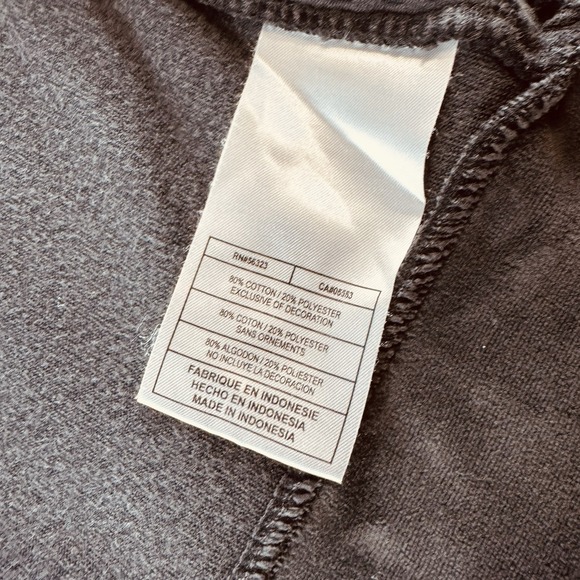 RN#56323 CA#05553
80% COTTON / 20% POLYESTER
EXCLUSIVE OF DECORATION
80% COTON / 20% POLYESTER
SANS ORNEMENTS
80% ALGODON / 20% POLIESTER
NO INCLUYE LA DECORACION
FABRIQUE EN INDONESIE
HECHO EN INDONESIA
MADE IN INDONESIA